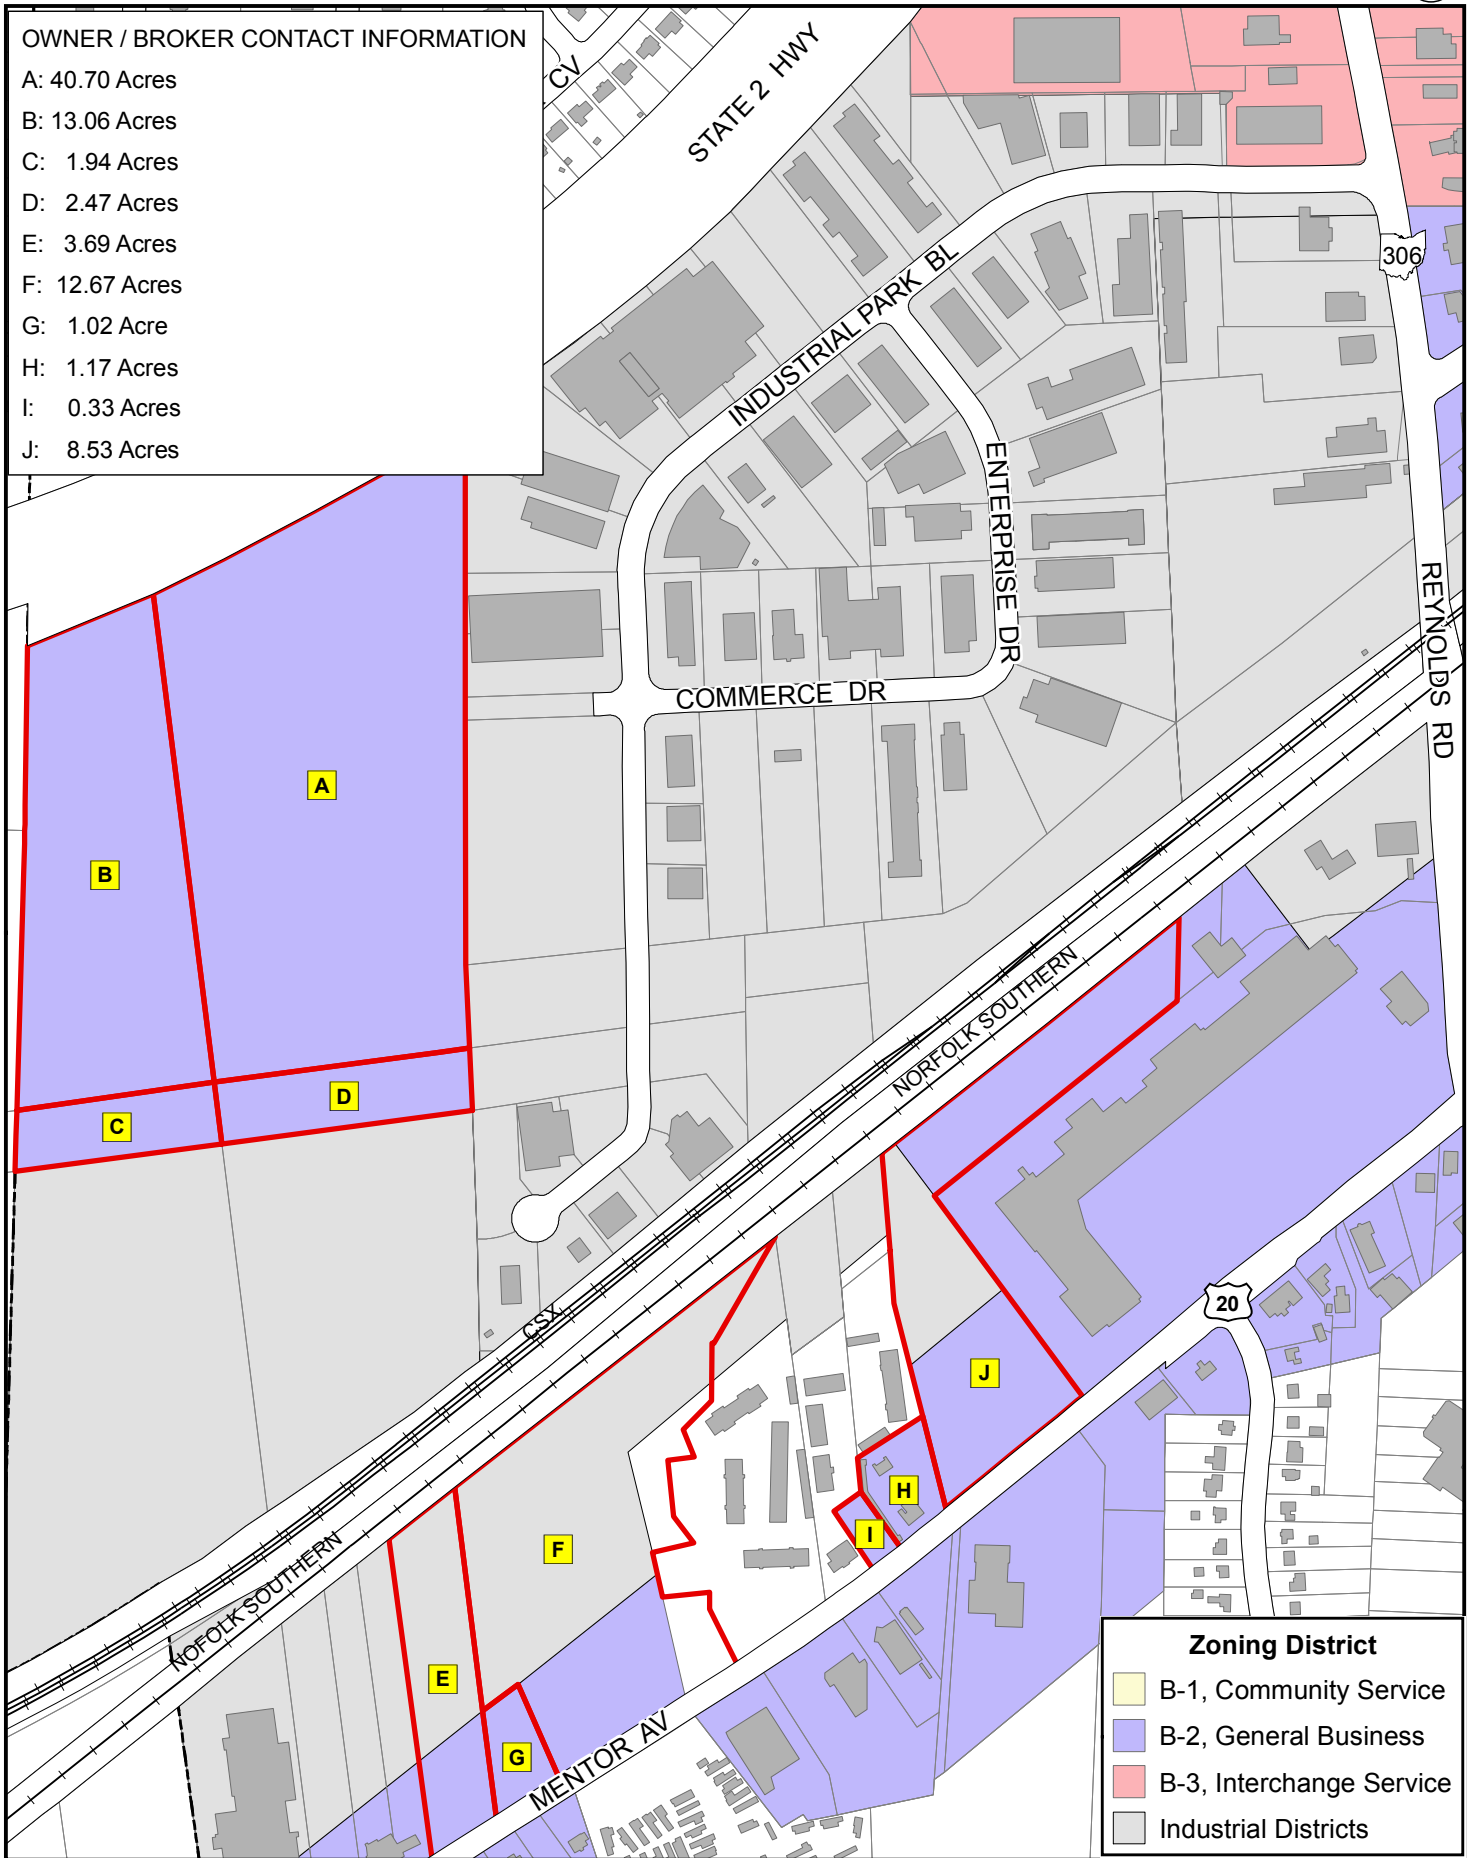 OWNER / BROKER CONTACT INFORMATION
A: 40.70 Acres
B: 13.06 Acres
C: 1.94 Acres
D: 2.47 Acres
E: 3.69 Acres
F: 12.67 Acres
G: 1.02 Acre
H: 1.17 Acres
I: 0.33 Acres
J: 8.53 Acres
CV
STATE 2 HWY
306
INDUSTRIAL PARK BL
ENTERPRISE DR
REYNOLDS RD
COMMERCE DR
A
B
NORFOLK SOUTHERN
D
C
20
CSX
J
H
I
F
NOFOLK SOUTHERN
E
G
MENTOR AV
Zoning District
B-1, Community Service
B-2, General Business
B-3, Interchange Service
Industrial Districts